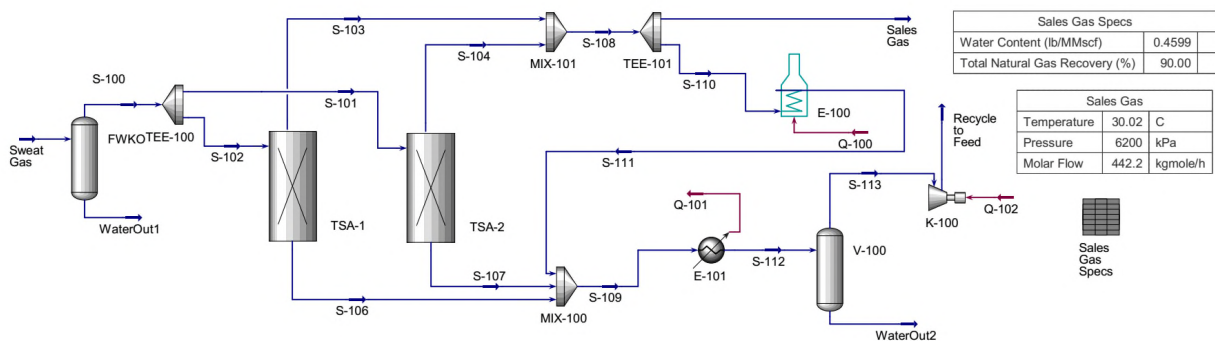 S-103
S-104
MIX-101
S-108
TEE-101
Sales
Gas
S-110
E-100
Q-100
Sales Gas Specs
Water Content (lb/MMscf) 0.4599
Total Natural Gas Recovery (%) 90.00
Sales Gas
Temperature 30.02 C
Pressure 6200 kPa
Molar Flow 442.2 kgmole/h
S-100
S-101
Sweat
Gas
FWKO
TEE-100
S-102
WaterOut1
TSA-1
TSA-2
S-111
Q-101
S-107
S-106
MIX-100
S-109
E-101
S-112
S-113
V-100
WaterOut2
Recycle
to
Feed
K-100
Q-102
Sales
Gas
Specs